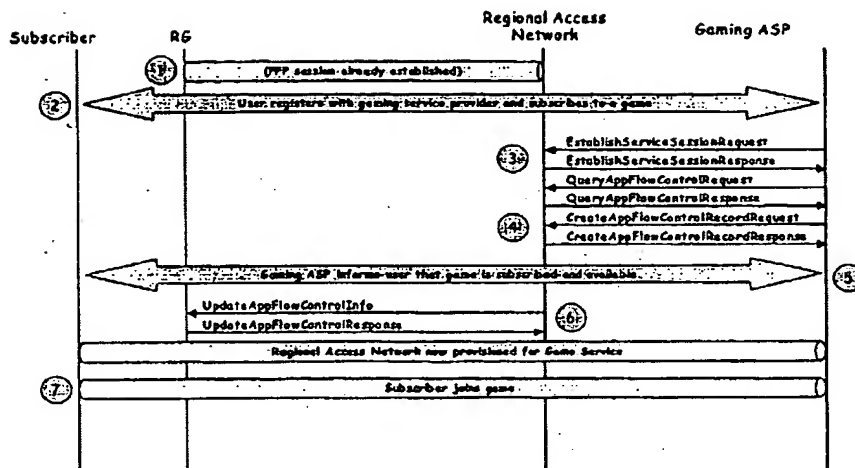 Subscriber
RG
Regional Access
Network
Gaming ASP
1
(PPP session already established)
2
User registers with gaming service provider and subscribes to a game
EstablishServiceSessionRequest
3
EstablishServiceSessionResponse
QueryAppFlowControlRequest
QueryAppFlowControlResponse
4
CreateAppFlowControlRecordRequest
CreateAppFlowControlRecordResponse
Gaming ASP informs user that game is subscribed and available
5
UpdateAppFlowControlInfo
6
UpdateAppFlowControlResponse
Regional Access Network now provisioned for Game Service
7
Subscriber joins game